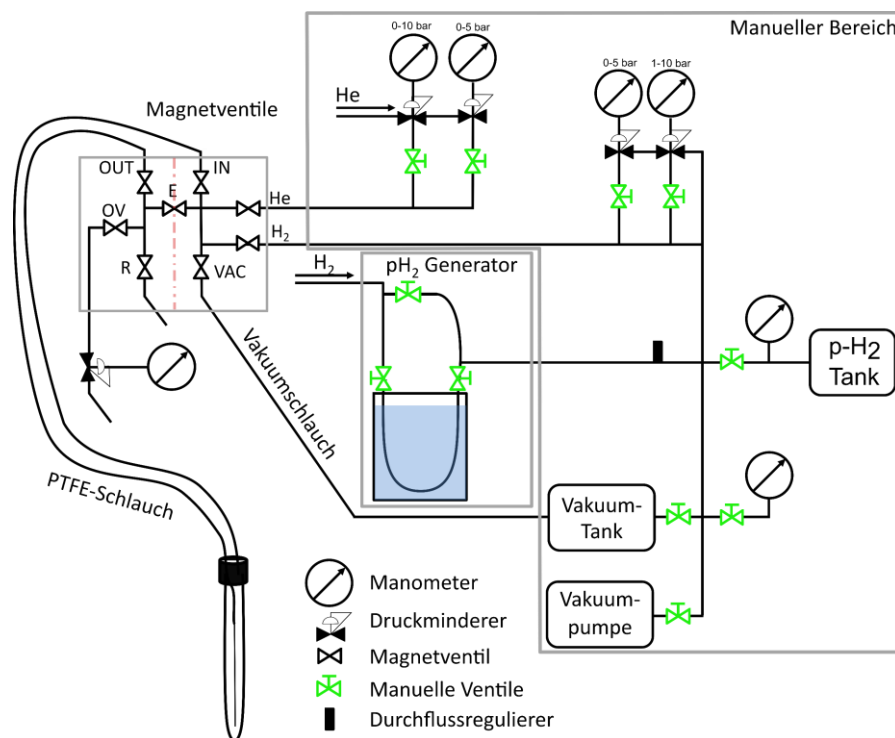 Manueller Bereich
0-10 bar
0-5 bar
0-5 bar
1-10 bar
He
Magnetventile
OUT
IN
E
He
OV
H2
R
VAC
H2
pH2 Generator
Vakuumschlauch
p-H2
Tank
PTFE-Schlauch
Vakuum-
Tank
Vakuum-
pumpe
Manometer
Druckminderer
Magnetventil
Manuelle Ventile
Durchflussregulierer